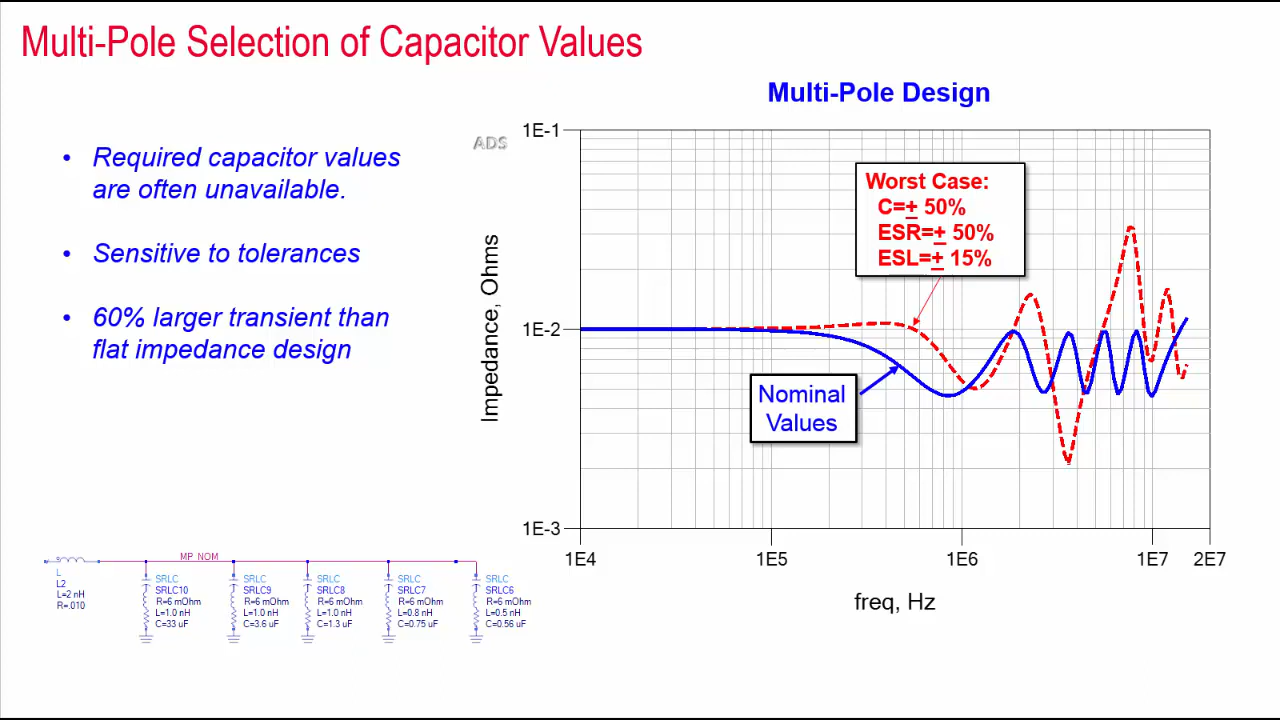 Multi-Pole Selection of Capacitor Values
• Required capacitor values
are often unavailable.
• Sensitive to tolerances
• 60% larger transient than
flat impedance design
Multi-Pole Design
ADS
Impedance, Ohms
1E-1
1E-2
1E-3
Worst Case:
C=± 50%
ESR=± 50%
ESL=± 15%
Nominal
Values
1E4 1E5 1E6 1E7 2E7
freq, Hz
MP_NOM
L
L2
L=2 nH
R=.010
SRLC
SRLC10
R=6 mOhm
L=1.0 nH
C=33 uF
SRLC
SRLC9
R=6 mOhm
L=1.0 nH
C=3.6 uF
SRLC
SRLC8
R=6 mOhm
L=1.0 nH
C=1.3 uF
SRLC
SRLC7
R=6 mOhm
L=0.8 nH
C=0.75 uF
SRLC
SRLC6
R=6 mOhm
L=0.5 nH
C=0.56 uF